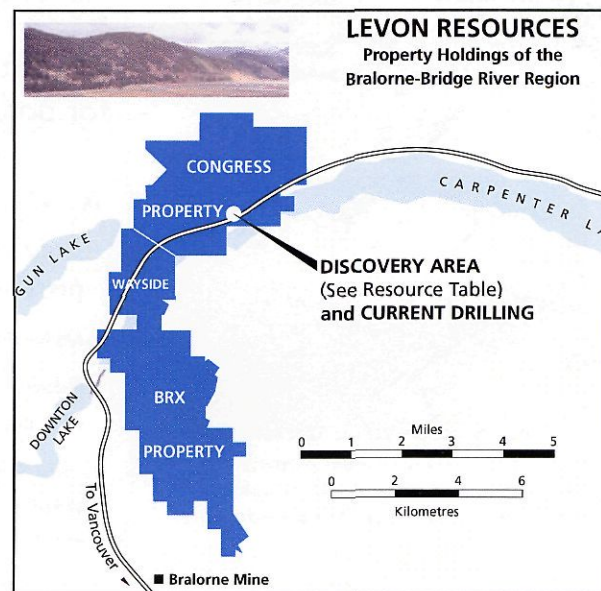 LEVON RESOURCES
Property Holdings of the
Bralorne-Bridge River Region
CONGRESS
PROPERTY
CARPENTER LA
GUN LAKE
WAYSIDE
DISCOVERY AREA
(See Resource Table)
and CURRENT DRILLING
BRX
PROPERTY
DOWNTON
LAKE
To Vancouver
Miles
0 1 2 3 4 5
0 2 4 6
Kilometres
■ Bralorne Mine